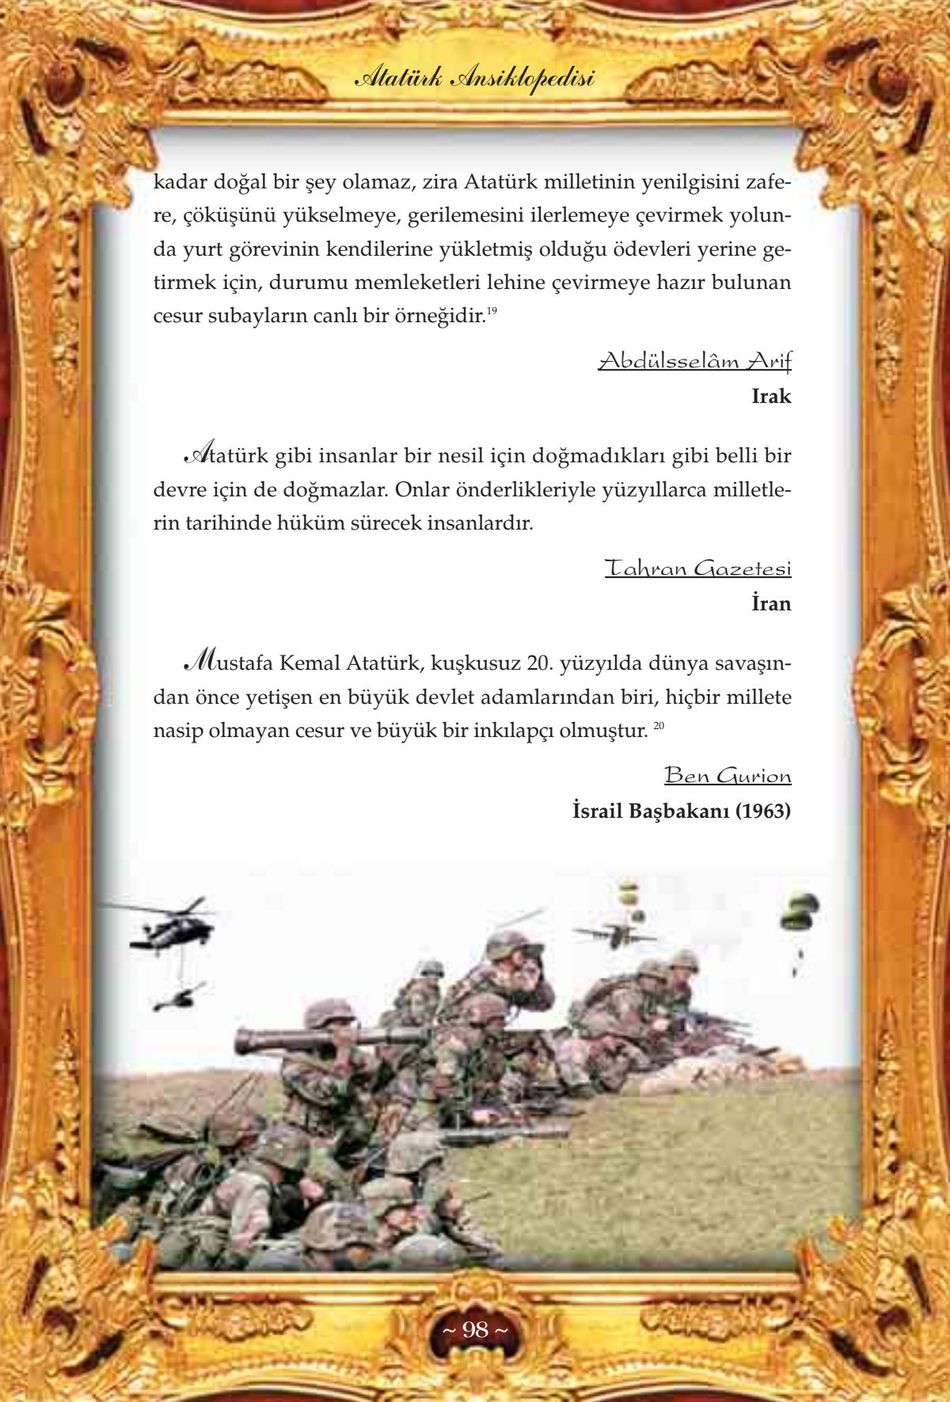 Atatürk Ansiklopedisi
kadar doğal bir şey olamaz, zira Atatürk milletinin yenilgisini zafe-
re, çöküşünü yükselmeye, gerilemesini ilerlemeye çevirmek yolun-
da yurt görevinin kendilerine yükletmiş olduğu ödevleri yerine ge-
tirmek için, durumu memleketleri lehine çevirmeye hazır bulunan
cesur subayların canlı bir örneğidir.19
Abdülsselâm Arif
Irak
Atatürk gibi insanlar bir nesil için doğmadıkları gibi belli bir
devre için de doğmazlar. Onlar önderlikleriyle yüzyıllarca milletle-
rin tarihinde hüküm sürecek insanlardır.
Tahran Gazetesi
İran
Mustafa Kemal Atatürk, kuşkusuz 20. yüzyılda dünya savaşın-
dan önce yetişen en büyük devlet adamlarından biri, hiçbir millete
nasip olmayan cesur ve büyük bir inkılapçı olmuştur. 20
Ben Gurion
İsrail Başbakanı (1963)
~ 98 ~